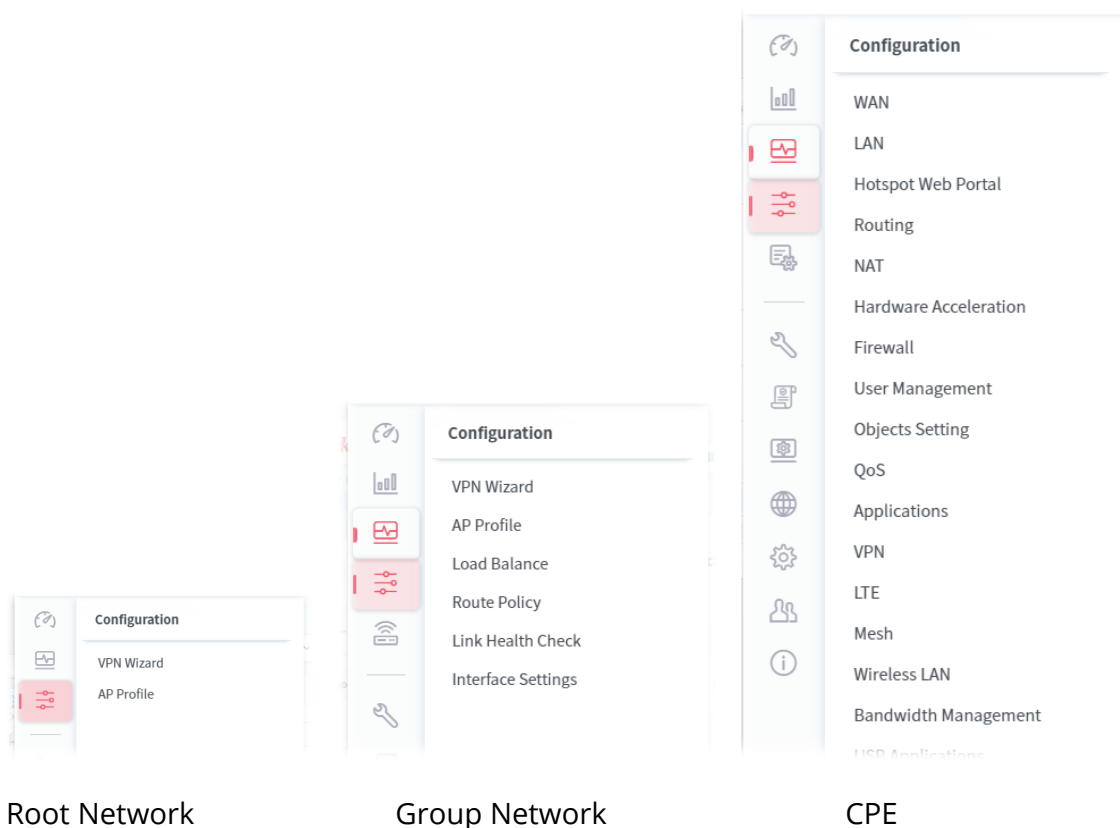 Configuration
WAN
LAN
Hotspot Web Portal
Routing
NAT
Hardware Acceleration
Firewall
User Management
Objects Setting
QoS
Applications
VPN
LTE
Mesh
Wireless LAN
Bandwidth Management
USB Applications
Configuration
VPN Wizard
AP Profile
Load Balance
Route Policy
Link Health Check
Interface Settings
Configuration
VPN Wizard
AP Profile
Root Network
Group Network
CPE